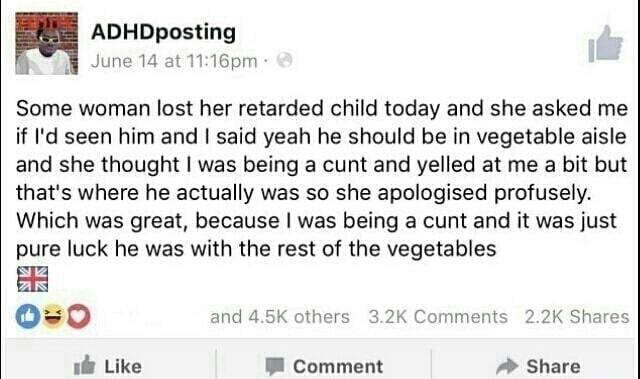 ADHDposting
June 14 at 11:16pm ·
Some woman lost her retarded child today and she asked me
if I'd seen him and I said yeah he should be in vegetable aisle
and she thought I was being a cunt and yelled at me a bit but
that's where he actually was so she apologised profusely.
Which was great, because I was being a cunt and it was just
pure luck he was with the rest of the vegetables
🇬🇧
and 4.5K others 3.2K Comments 2.2K Shares
Like Comment Share